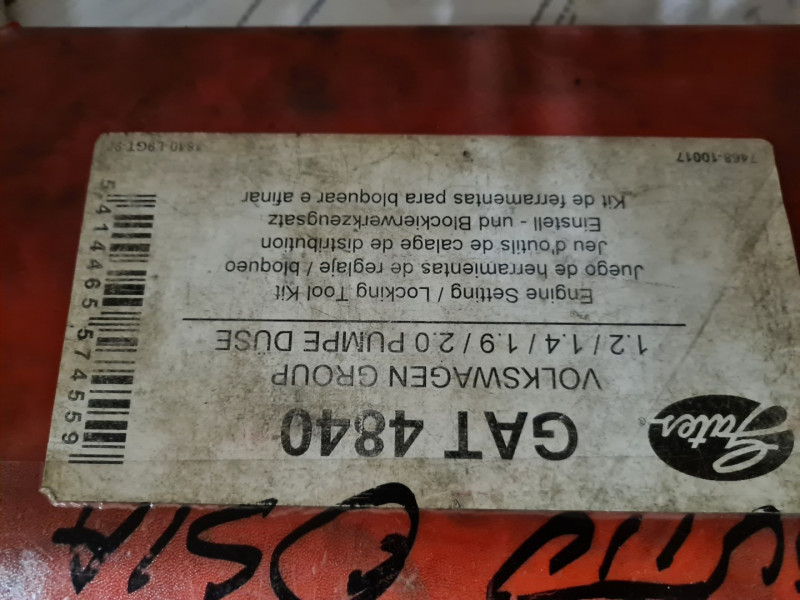 Gates
GAT 4840
VOLKSWAGEN GROUP
1.2 / 1.4 / 1.9 / 2.0 PUMPE DUSE
Engine Setting / Locking Tool Kit
Juego de herramientas de reglaje / bloqueo
Jeu d'outils de calage de distribution
Einstell - und Blockierwerkzeugsatz
Kit de ferramentas para bloquear e afinar
7468-10017
5 414465 574559